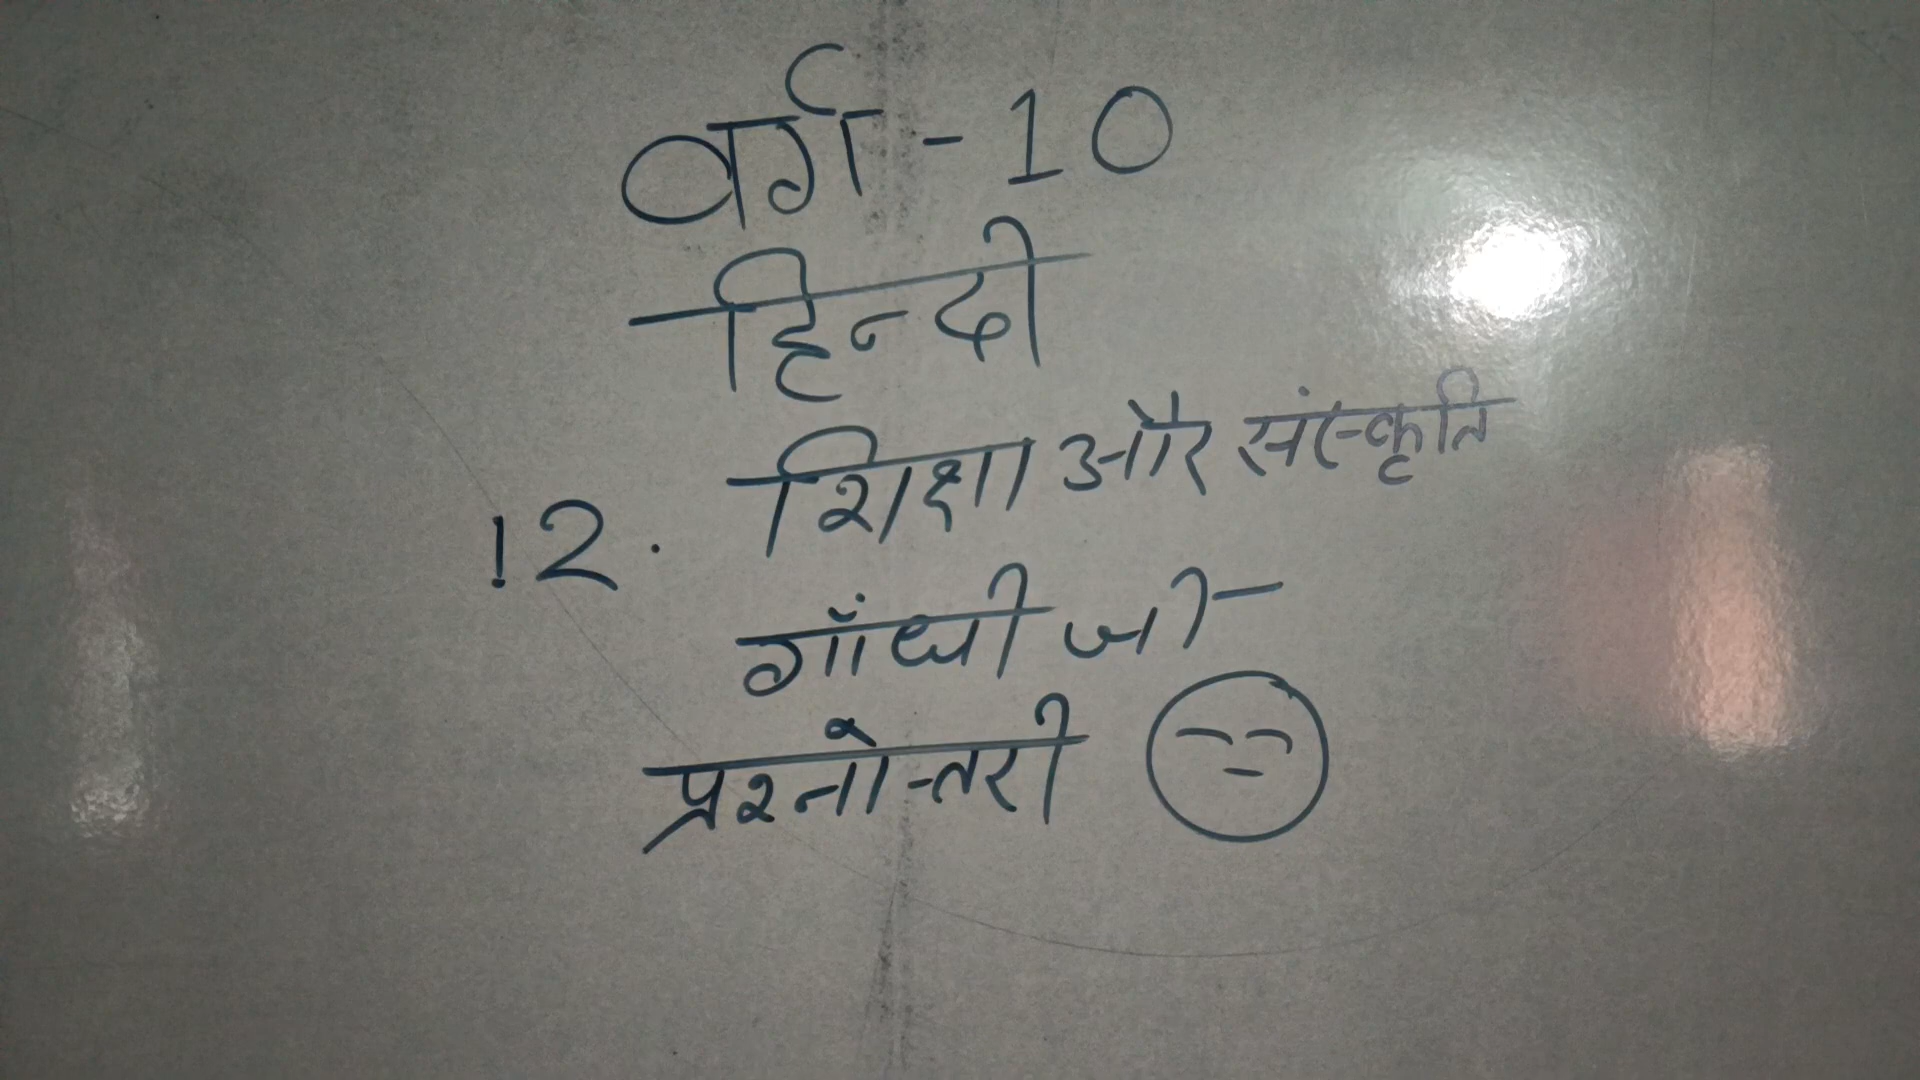 वर्ग - 10
हिन्दी
12. शिक्षा और संस्कृति
गाँधी जी -
प्रश्नोत्तरी